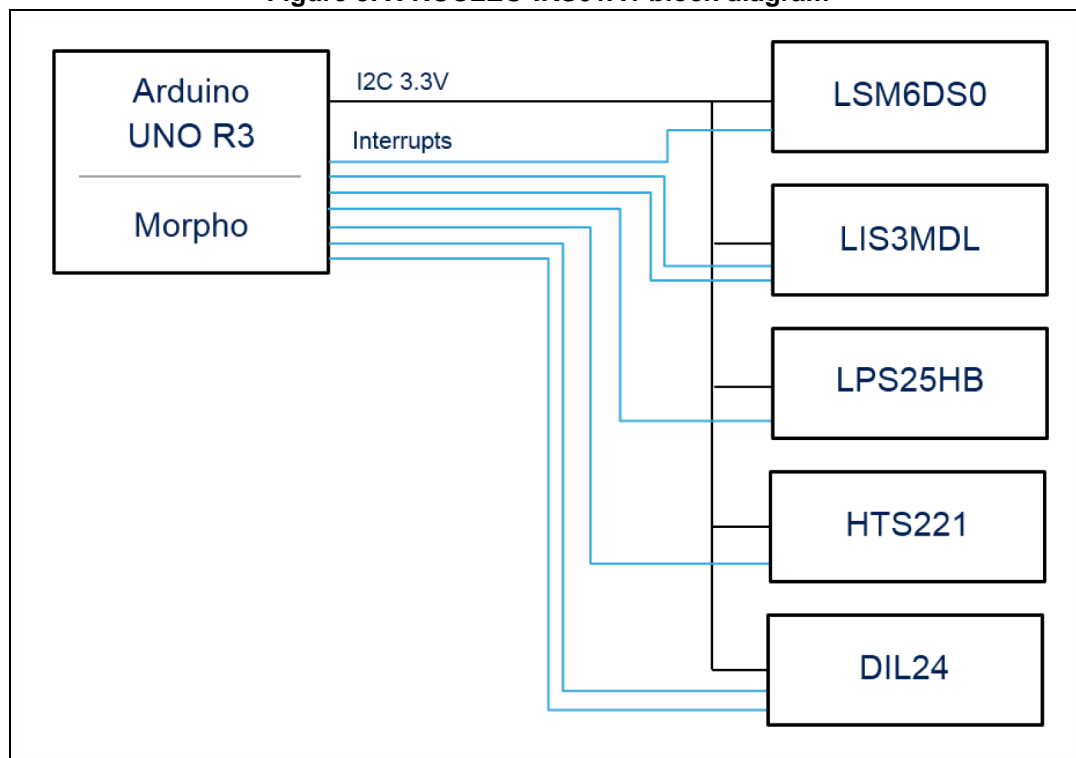 Arduino
UNO R3
Morpho
I2C 3.3V
Interrupts
LSM6DS0
LIS3MDL
LPS25HB
HTS221
DIL24